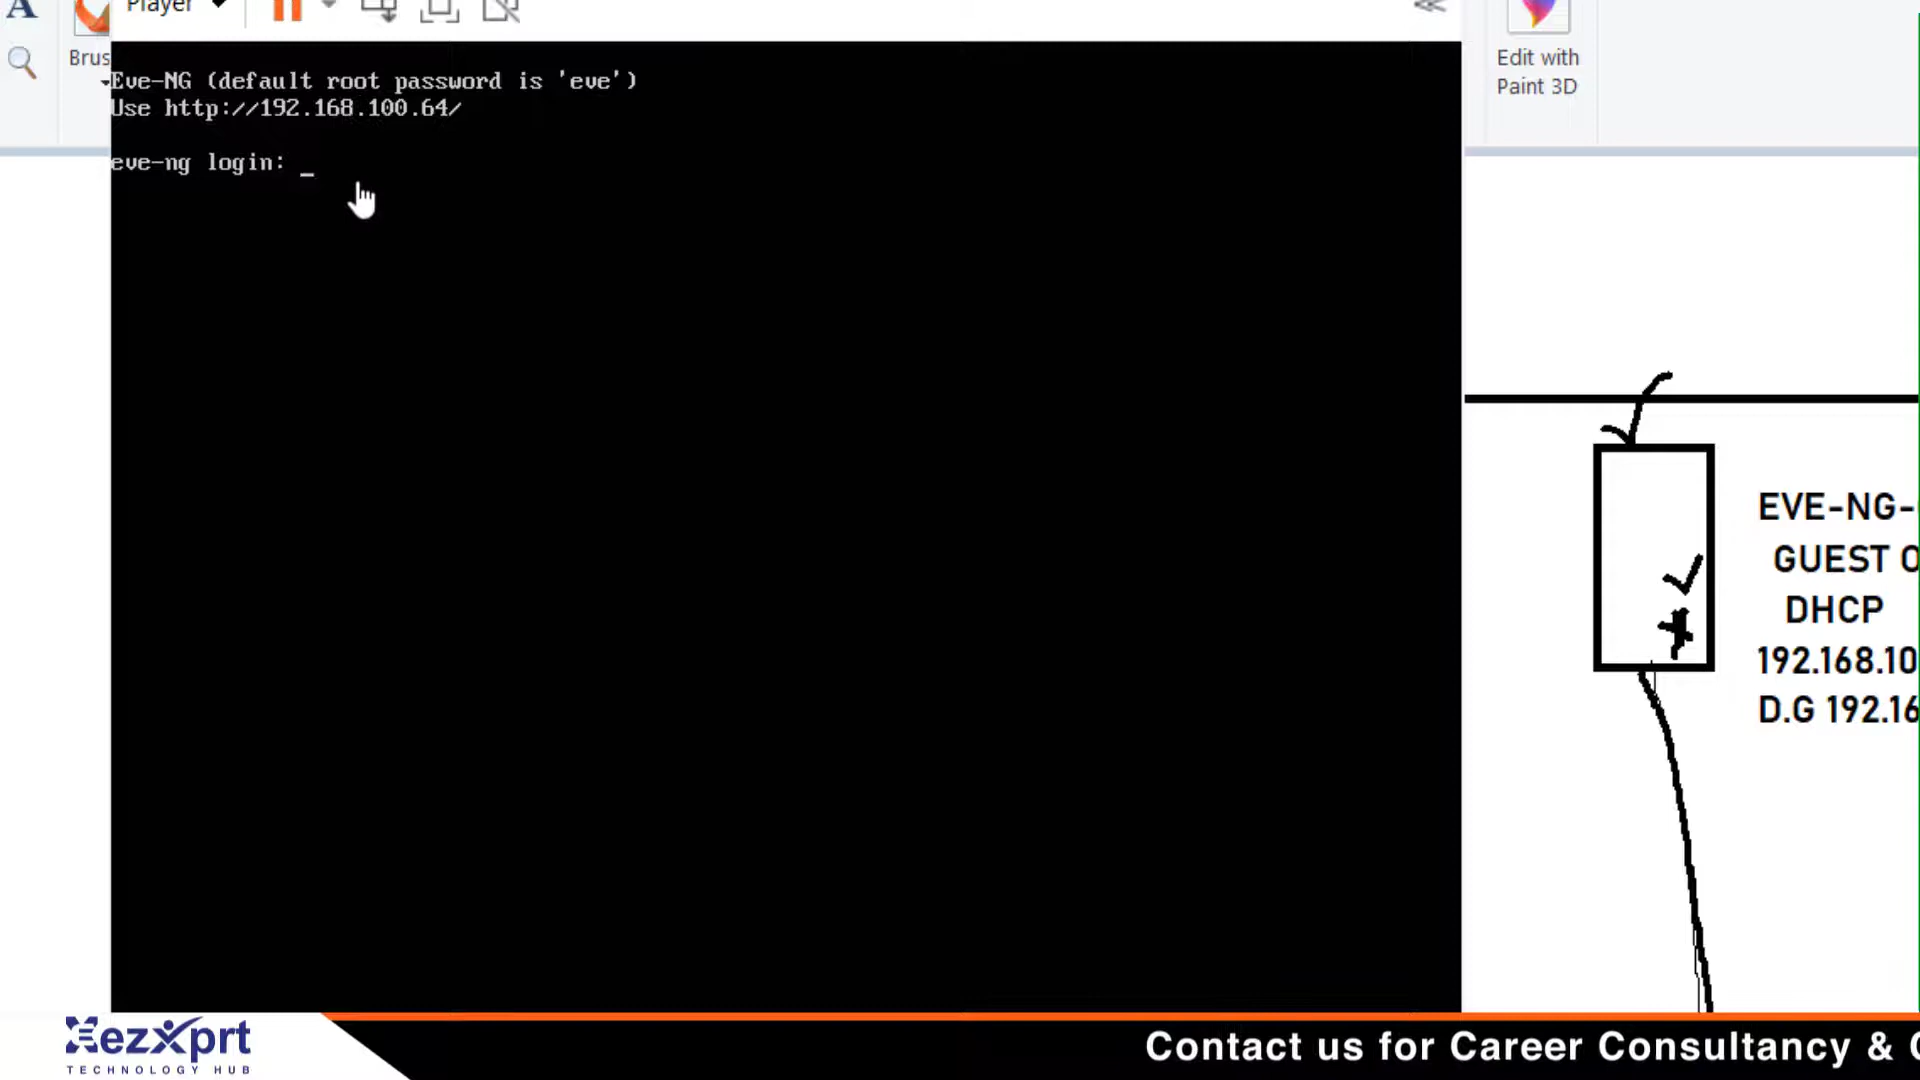 A
Player
Brus
Edit with
Paint 3D
Eve-NG (default root password is 'eve')
Use http://192.168.100.64/
eve-ng login: _
EVE-NG-
GUEST O
DHCP
192.168.10
D.G 192.16
XezXprt
TECHNOLOGY HUB
Contact us for Career Consultancy &